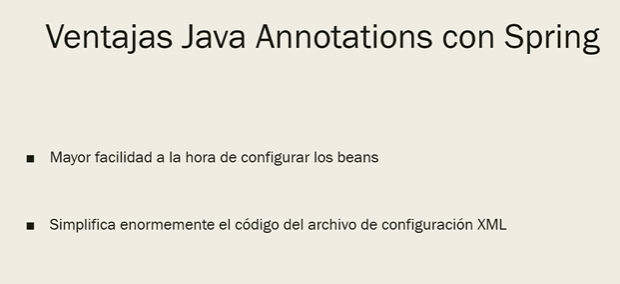 Ventajas Java Annotations con Spring
▪ Mayor facilidad a la hora de configurar los beans
▪ Simplifica enormemente el código del archivo de configuración XML